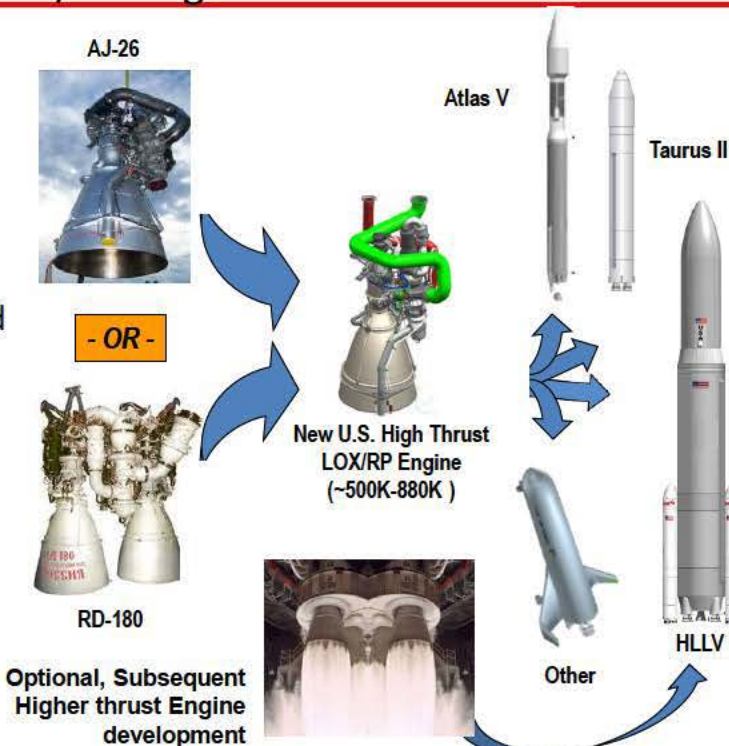 AJ-26
- OR -
RD-180
Optional, Subsequent
Higher thrust Engine
development
New U.S. High Thrust
LOX/RP Engine
(~500K-880K )
Atlas V
Taurus II
USA
Other
HLLV